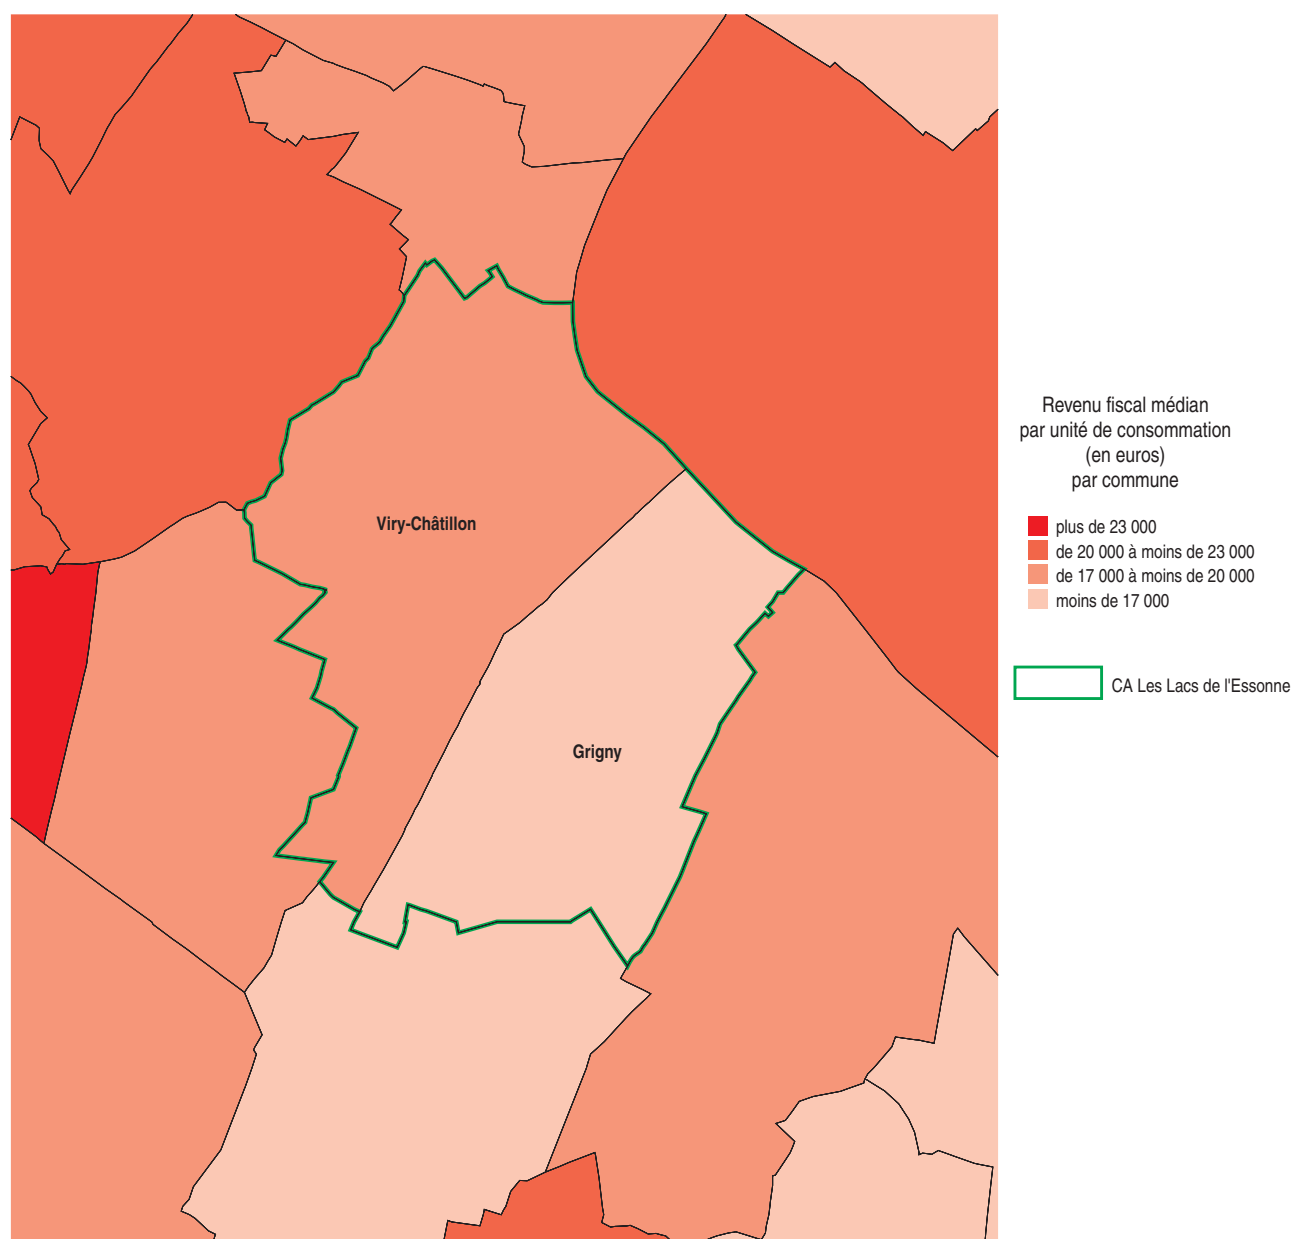 Viry-Châtillon
Grigny
Revenu fiscal médian
par unité de consommation
(en euros)
par commune
plus de 23 000
de 20 000 à moins de 23 000
de 17 000 à moins de 20 000
moins de 17 000
CA Les Lacs de l'Essonne